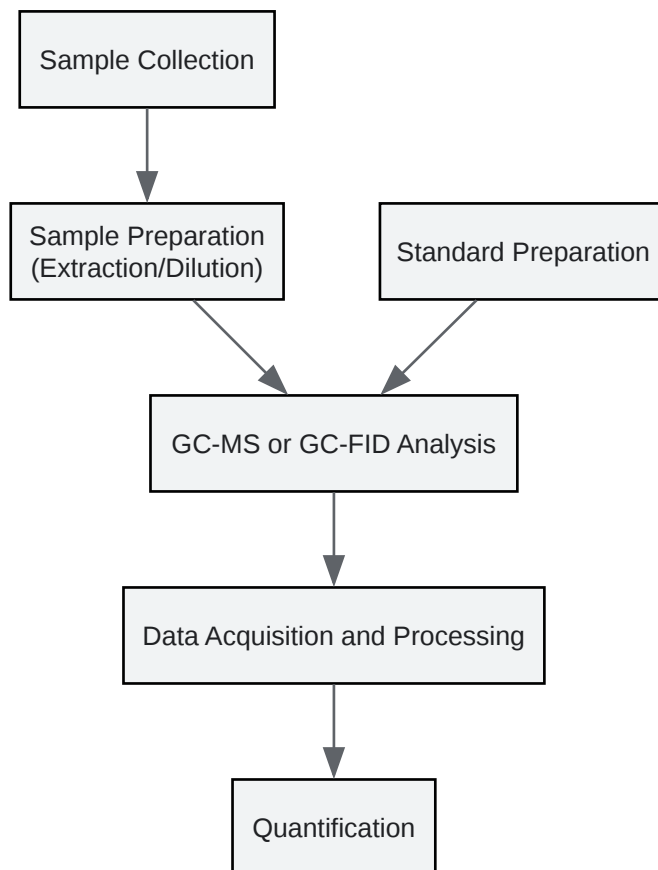 Sample Collection
Sample Preparation
(Extraction/Dilution)
Standard Preparation
GC-MS or GC-FID Analysis
Data Acquisition and Processing
Quantification